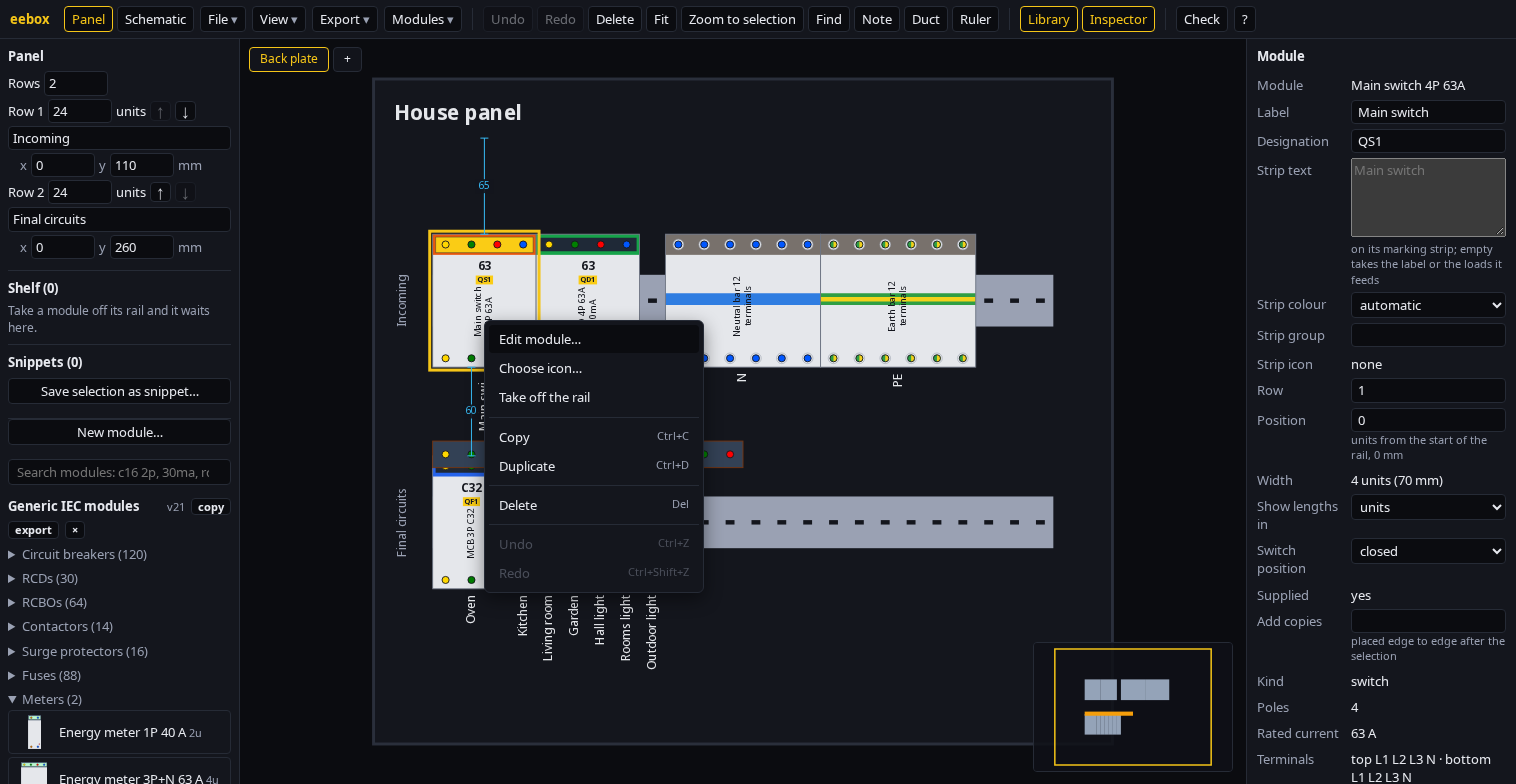 eebox Panel Schematic File ▾ View ▾ Export ▾ Modules ▾ Undo Redo Delete Fit Zoom to selection Find Note Duct Ruler Library Inspector Check ?
Panel
Rows 2
Row 1 24 units ↑ ↓
Incoming
x 0 y 110 mm
Row 2 24 units ↑ ↓
Final circuits
x 0 y 260 mm
Shelf (0)
Take a module off its rail and it waits
here.
Snippets (0)
Save selection as snippet...
New module...
Search modules: c16 2p, 30ma, rc
Generic IEC modules v21 copy
export ×
Circuit breakers (120)
RCDs (30)
RCBOs (64)
Contactors (14)
Surge protectors (16)
Fuses (88)
Meters (2)
Energy meter 1P 40 A 2u
Energy meter 3P+N 63 A 4u
Back plate +
House panel
65
Incoming
63
QS1
Main switch
P 63A
63
QD1
4P 63A
0mA
Neutral bar 12
terminals
Earth bar 12
terminals
N
PE
60
Main swi
Final circuits
C32
QF1
MCB 3P C32
Oven
Kitchen
Living room
Garden
Hall light
Rooms light
Outdoor light
Edit module...
Choose icon...
Take off the rail
Copy Ctrl+C
Duplicate Ctrl+D
Delete Del
Undo Ctrl+Z
Redo Ctrl+Shift+Z
Module
Module Main switch 4P 63A
Label Main switch
Designation QS1
Strip text Main switch
on its marking strip; empty
takes the label or the loads it
feeds
Strip colour automatic
Strip group
Strip icon none
Row 1
Position 0
units from the start of the
rail, 0 mm
Width 4 units (70 mm)
Show lengths
in units
Switch
position closed
Supplied yes
Add copies
placed edge to edge after the
selection
Kind switch
Poles 4
Rated current 63 A
Terminals top L1 L2 L3 N · bottom
L1 L2 L3 N